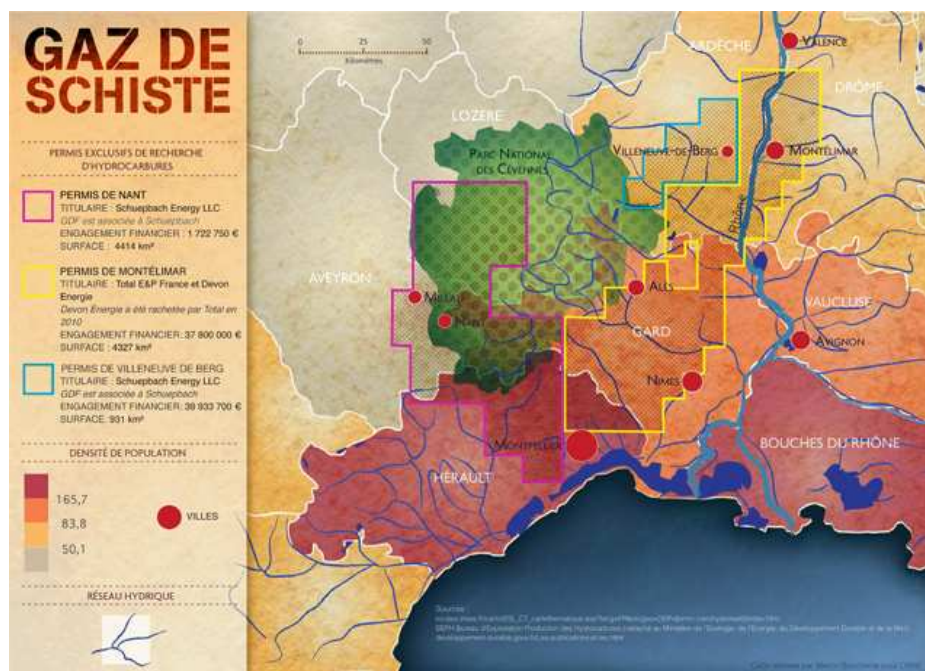 GAZ DE
SCHISTE
PERMIS EXCLUSIFS DE RECHERCHE
D'HYDROCARBURES
PERMIS DE NANT
TITULAIRE : Schuepbach Energy LLC
GDF est associée à Schuepbach
ENGAGEMENT FINANCIER : 1 722 750 €
SURFACE : 4414 km²
PERMIS DE MONTÉLIMAR
TITULAIRE : Total E&P France et Devon
Energie
Devon Energie à été rachetée par Total en
2010
ENGAGEMENT FINANCIER : 37 800 000 €
SURFACE : 4327 km²
PERMIS DE VILLENEUVE DE BERG
TITULAIRE : Schuepbach Energy LLC
GDF est associée à Schuepbach
ENGAGEMENT FINANCIER: 39 933 700 €
SURFACE: 931 km²
DENSITÉ DE POPULATION
165,7
83,8
50,1
VILLES
RÉSEAU HYDRIQUE
0 25 50
Kilomètres
ARDÈCHE
VALENCE
DRÔME
LOZÈRE
PARC NATIONAL
DES CÉVENNES
VILLENEUVE-DE-BERG
MONTÉLIMAR
Rhône
AVEYRON
MILLAU
NANT
ALÈS
GARD
VAUCLUSE
AVIGNON
NÎMES
MONTPELLIER
HÉRAULT
BOUCHES DU RHÔNE
Sources :